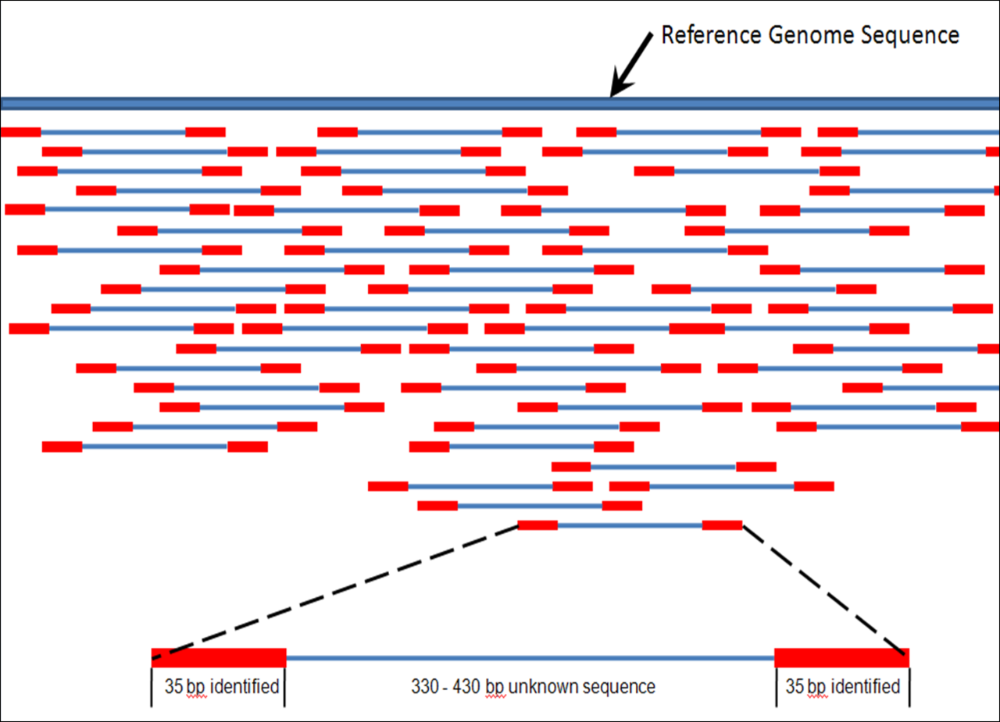 Reference Genome Sequence
35 bp identified
330 - 430 bp unknown sequence
35 bp identified